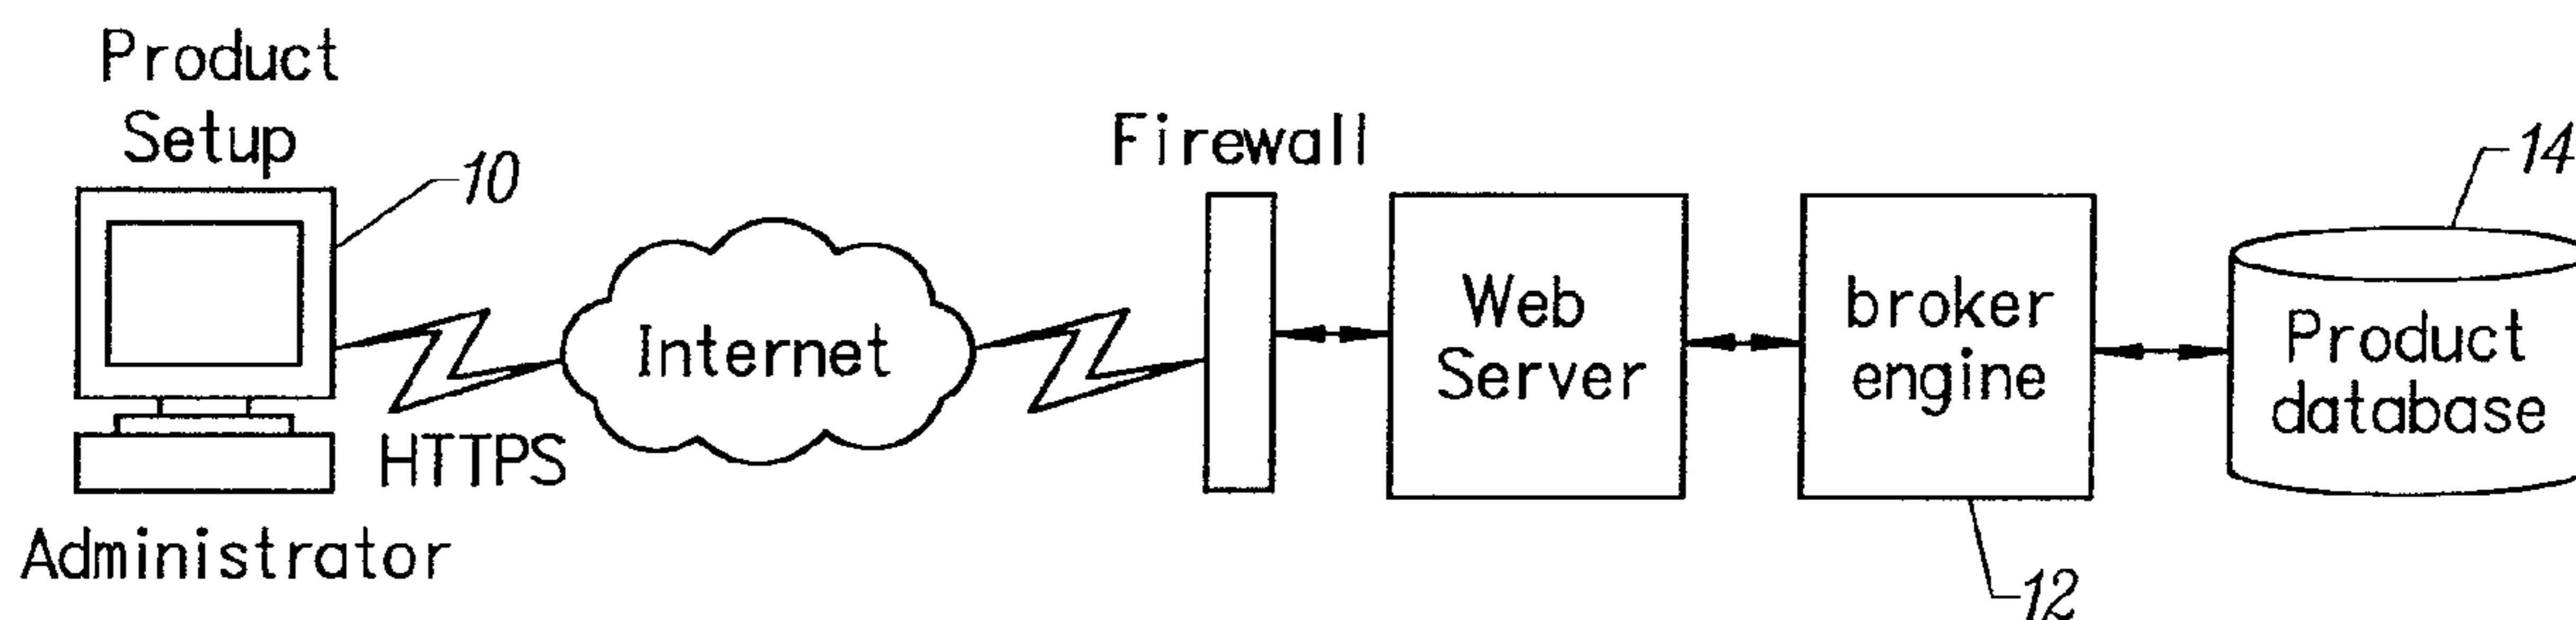 Product
Setup
10
HTTPS
Administrator
Internet
Firewall
Web
Server
broker
engine
12
14
Product
database